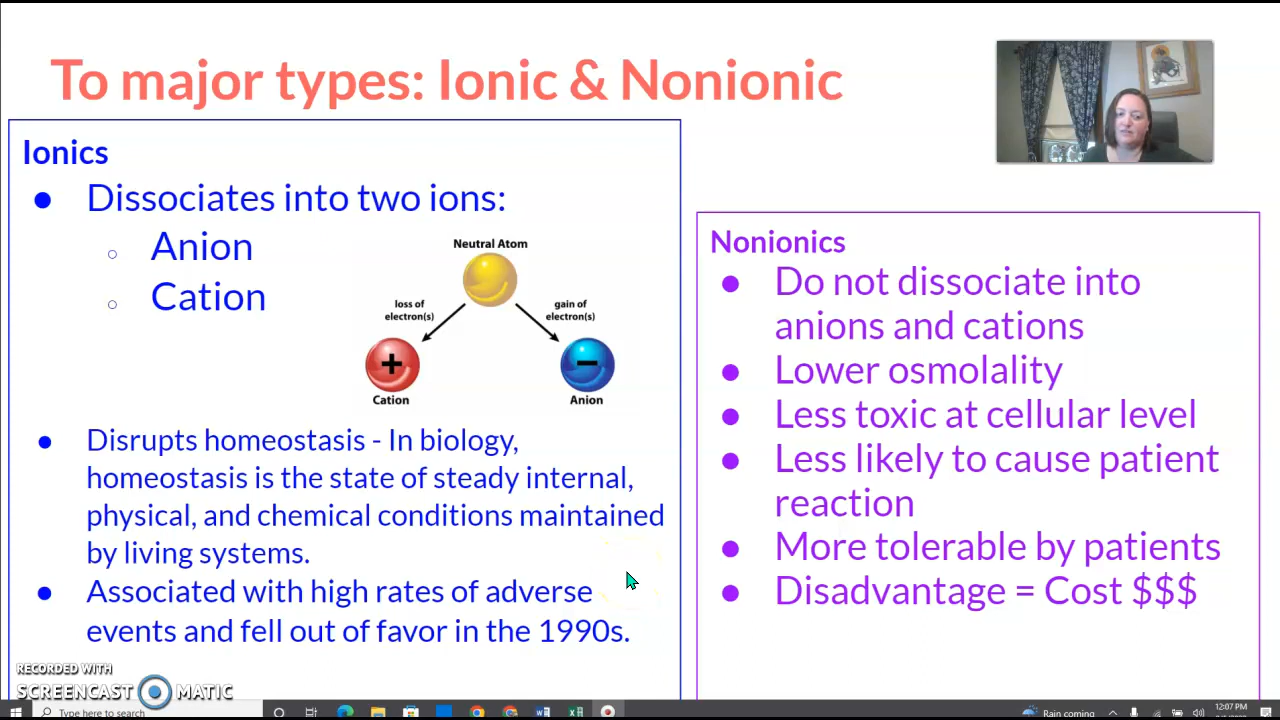 To major types: Ionic & Nonionic
Ionics
● Dissociates into two ions:
○ Anion
○ Cation
Neutral Atom
loss of
electron(s)
gain of
electron(s)
+
−
Cation
Anion
● Disrupts homeostasis - In biology,
homeostasis is the state of steady internal,
physical, and chemical conditions maintained
by living systems.
● Associated with high rates of adverse
events and fell out of favor in the 1990s.
Nonionics
● Do not dissociate into
anions and cations
● Lower osmolality
● Less toxic at cellular level
● Less likely to cause patient
reaction
● More tolerable by patients
● Disadvantage = Cost $$$
RECORDED WITH
SCREENCAST MATIC
Type here to search
Rain coming
12:07 PM